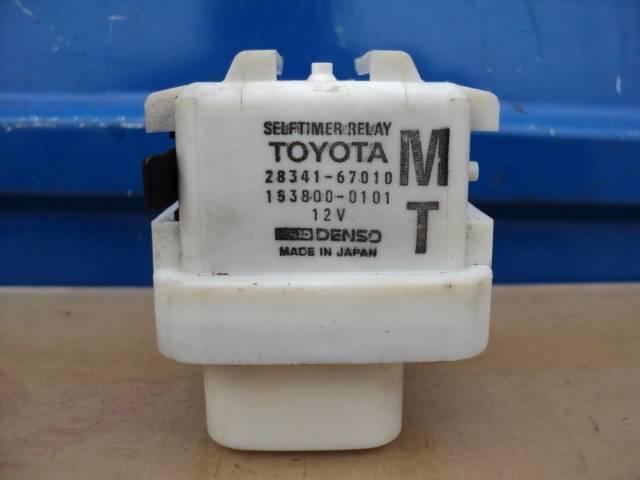 SELFTIMER RELAY
TOYOTA
28341-67010
153800-0101
12V
DENSO
MADE IN JAPAN
M
T